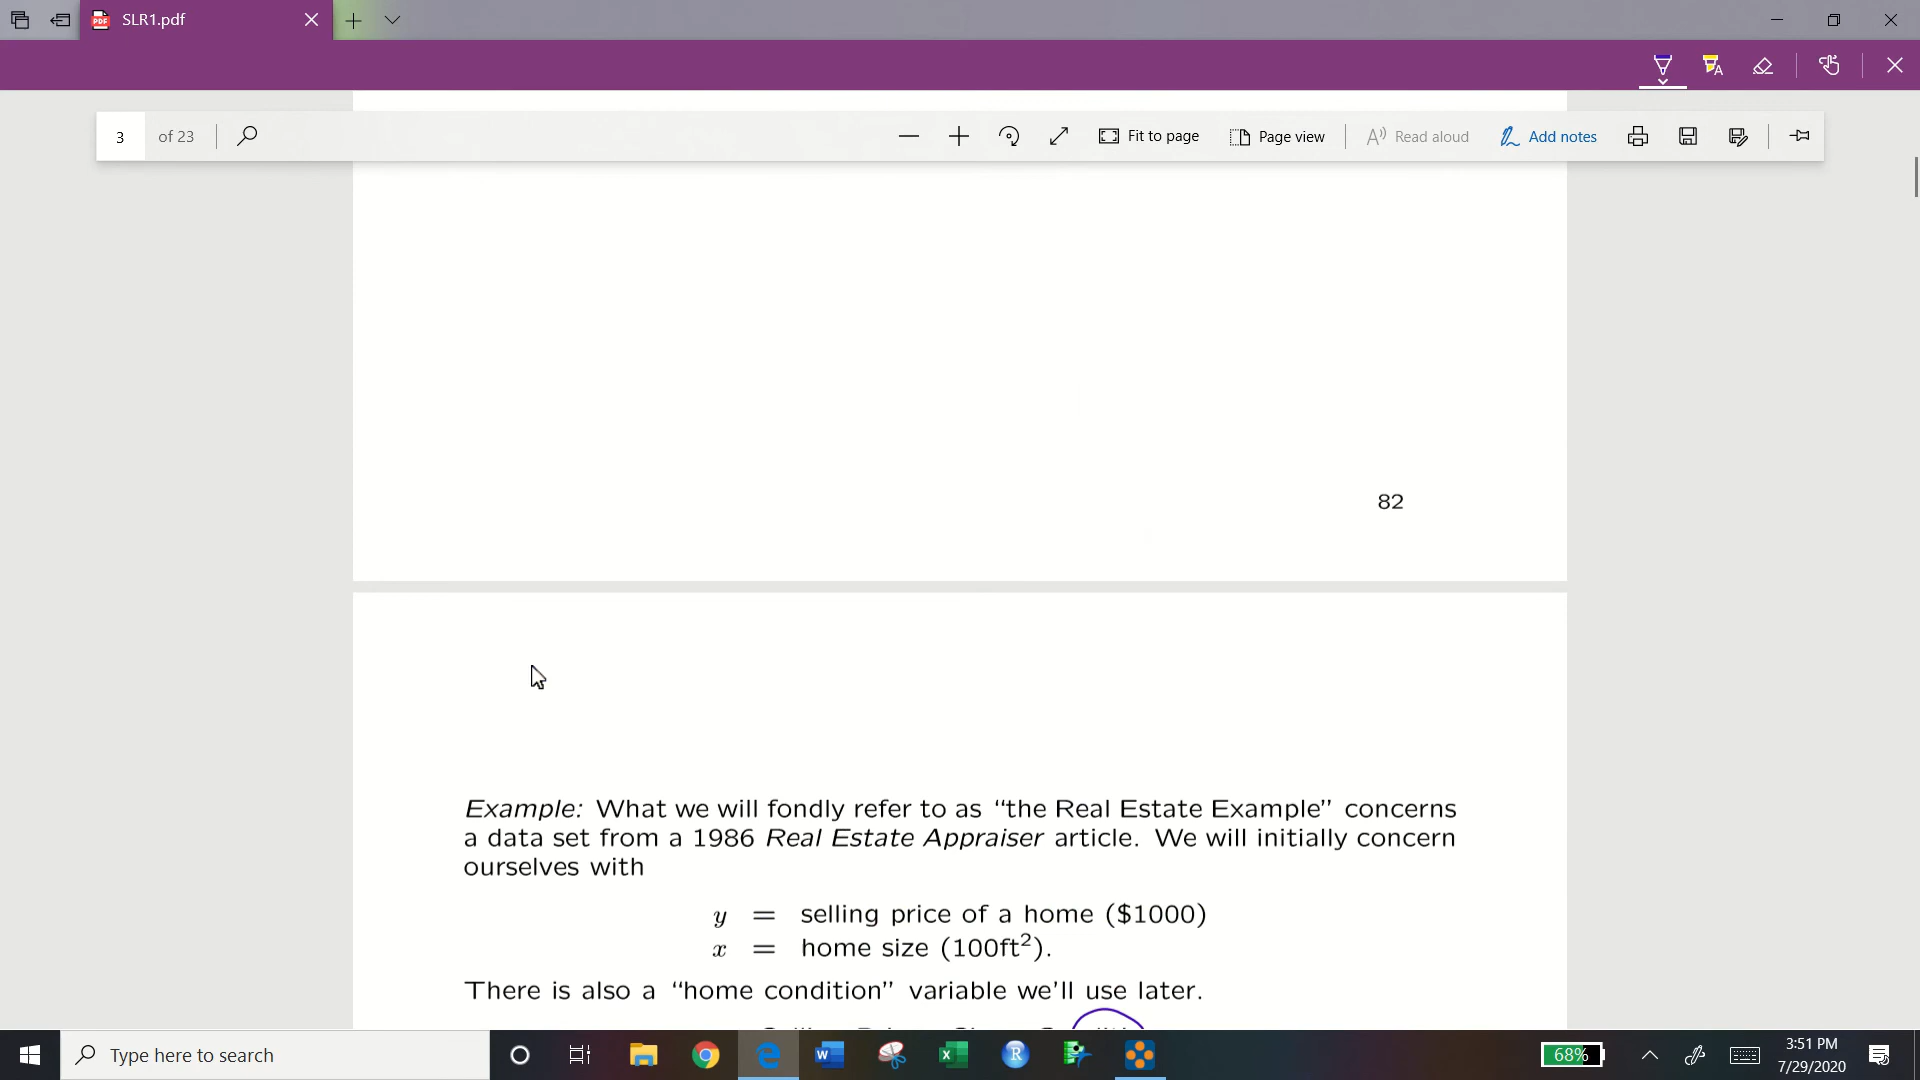 SLR1.pdf
3 of 23 Fit to page Page view Read aloud Add notes
82
Example: What we will fondly refer to as “the Real Estate Example” concerns
a data set from a 1986 Real Estate Appraiser article. We will initially concern
ourselves with
y = selling price of a home ($1000)
x = home size (100ft²).
There is also a “home condition” variable we’ll use later.
Type here to search
68%
3:51 PM
7/29/2020